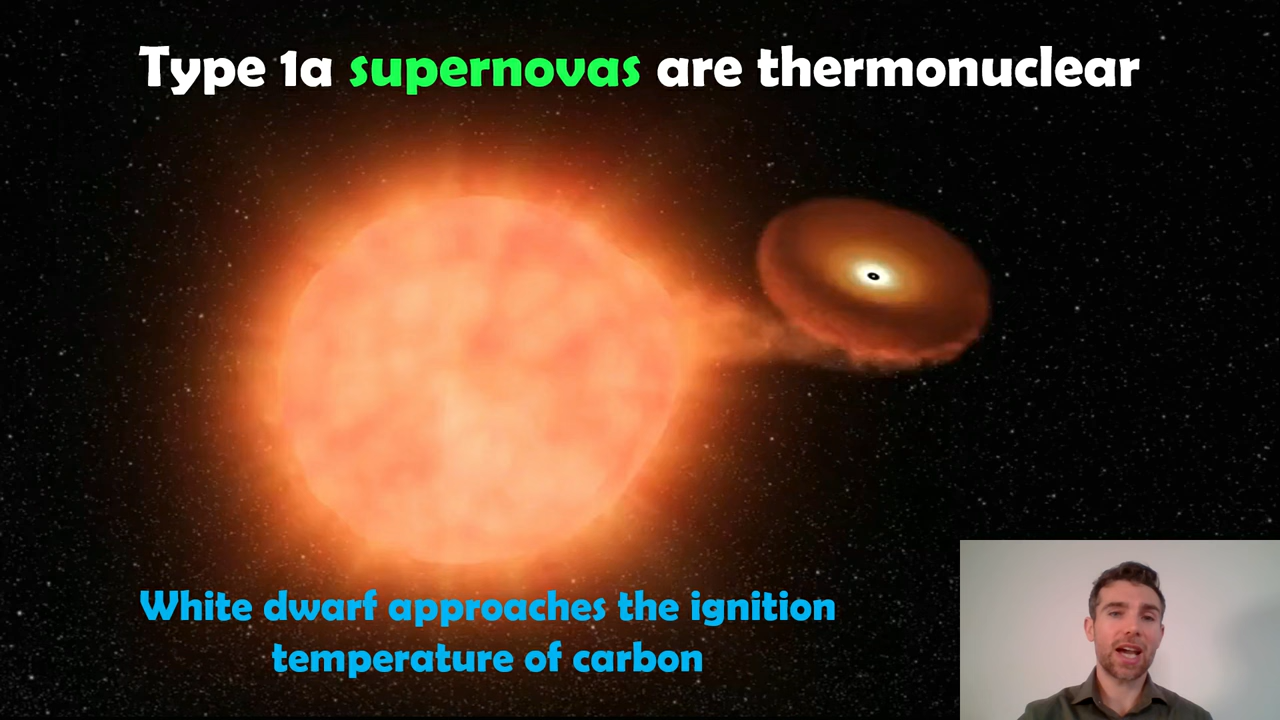 Type 1a supernovas are thermonuclear
White dwarf approaches the ignition
temperature of carbon